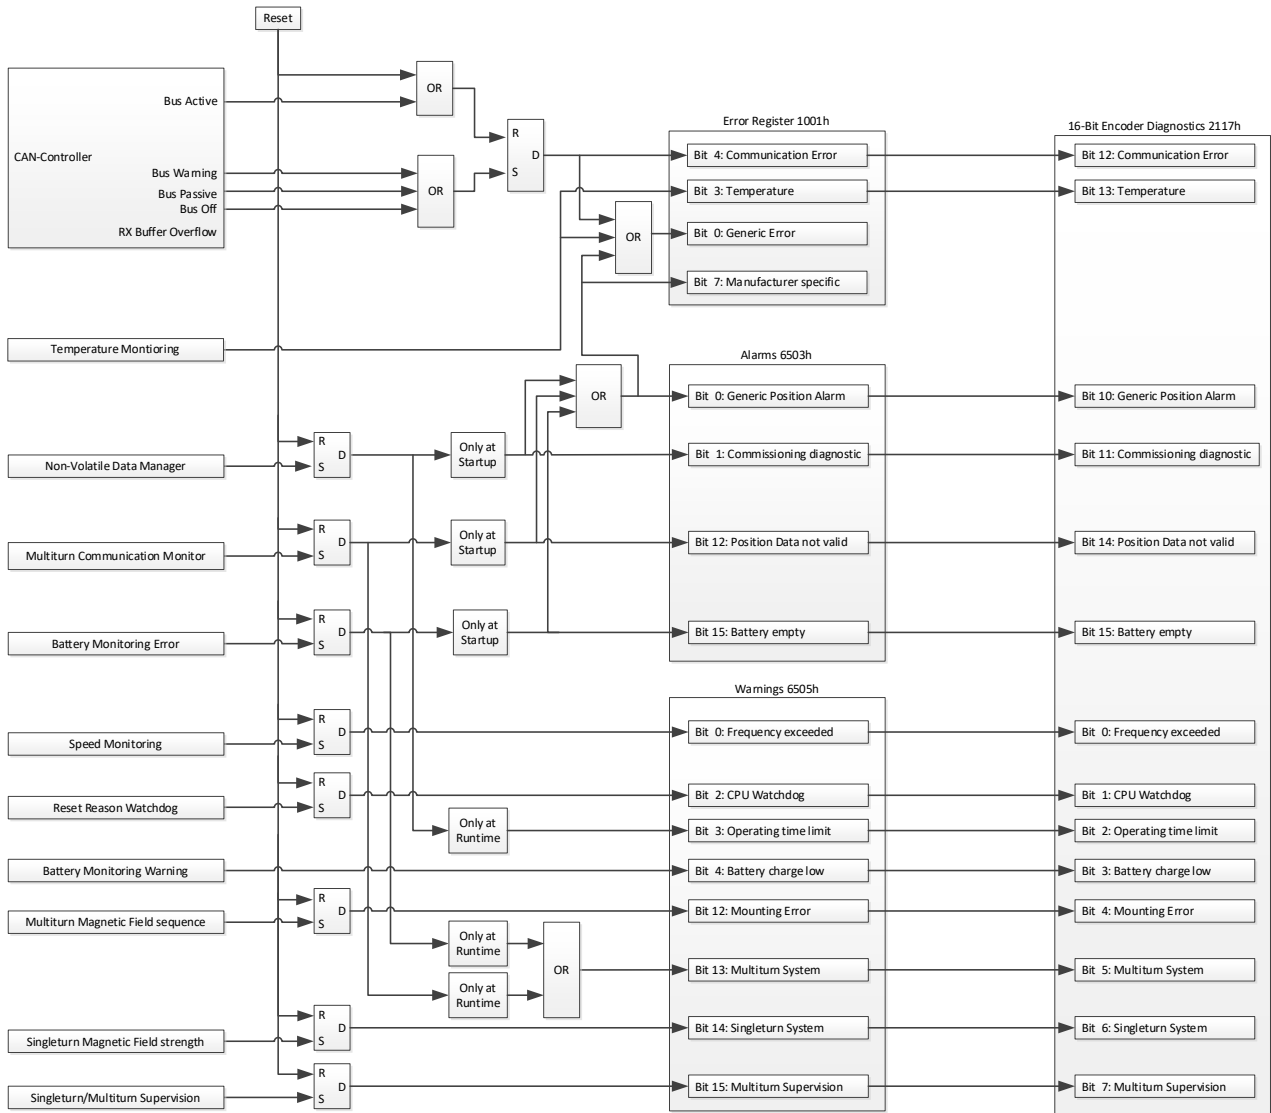 Reset
OR
Bus Active
Error Register 1001h
16-Bit Encoder Diagnostics 2117h
R
D
S
CAN-Controller
Bit 4: Communication Error
Bit 12: Communication Error
Bus Warning
Bus Passive
Bus Off
OR
Bit 3: Temperature
Bit 13: Temperature
RX Buffer Overflow
OR
Bit 0: Generic Error
Bit 7: Manufacturer specific
Temperature Montioring
Alarms 6503h
OR
Bit 0: Generic Position Alarm
Bit 10: Generic Position Alarm
Non-Volatile Data Manager
R
D
S
Only at
Startup
Bit 1: Commissioning diagnostic
Bit 11: Commissioning diagnostic
Multiturn Communication Monitor
R
D
S
Only at
Startup
Bit 12: Position Data not valid
Bit 14: Position Data not valid
Battery Monitoring Error
R
D
S
Only at
Startup
Bit 15: Battery empty
Bit 15: Battery empty
Warnings 6505h
Speed Monitoring
R
D
S
Bit 0: Frequency exceeded
Bit 0: Frequency exceeded
Reset Reason Watchdog
R
D
S
Bit 2: CPU Watchdog
Bit 1: CPU Watchdog
Only at
Runtime
Bit 3: Operating time limit
Bit 2: Operating time limit
Battery Monitoring Warning
Bit 4: Battery charge low
Bit 3: Battery charge low
Multiturn Magnetic Field sequence
R
D
S
Bit 12: Mounting Error
Bit 4: Mounting Error
Only at
Runtime
OR
Bit 13: Multiturn System
Bit 5: Multiturn System
Only at
Runtime
Singleturn Magnetic Field strength
R
D
S
Bit 14: Singleturn System
Bit 6: Singleturn System
Singleturn/Multiturn Supervision
R
D
S
Bit 15: Multiturn Supervision
Bit 7: Multiturn Supervision